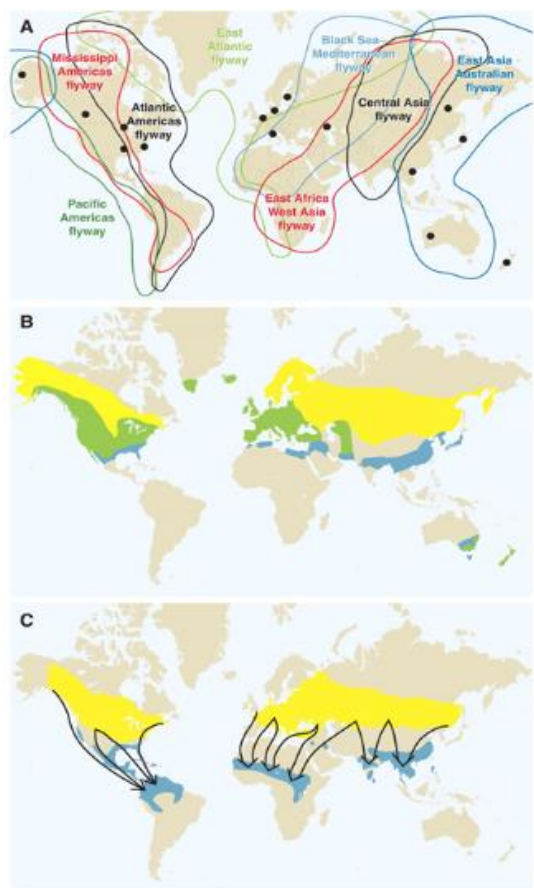 A
East
Atlantic
flyway
Black Sea
Mediterranean
flyway
Mississippi
Americas
flyway
East Asia
Australian
flyway
Atlantic
Americas
flyway
Central Asia
flyway
Pacific
Americas
flyway
East Africa
West Asia
flyway
B
C